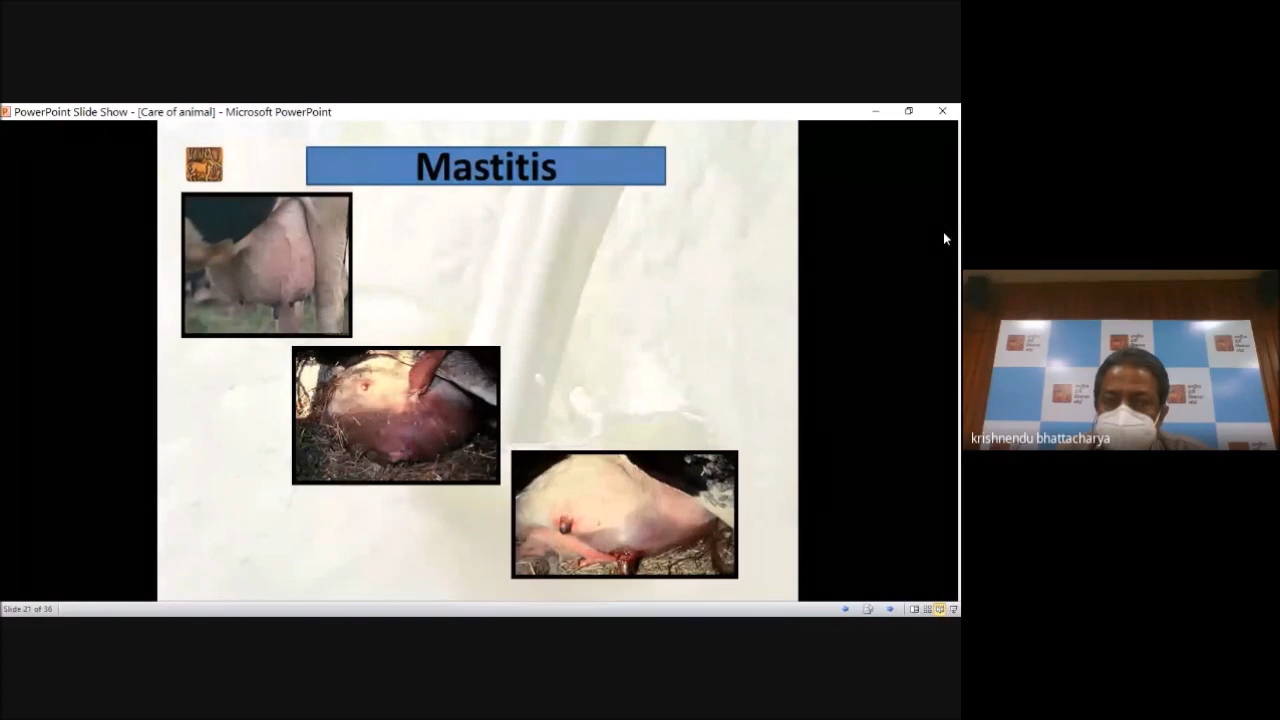 PowerPoint Slide Show - [Care of animal] - Microsoft PowerPoint
Mastitis
krishnendu bhattacharya
Slide 21 of 36